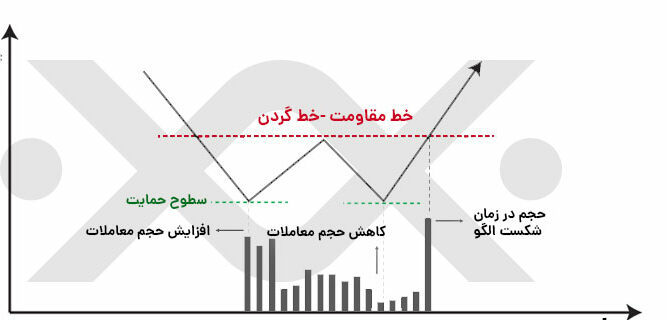 خط مقاومت -خط گردن
سطوح حمایت
افزایش حجم معاملات
کاهش حجم معاملات
حجم در زمان
شکست الگو